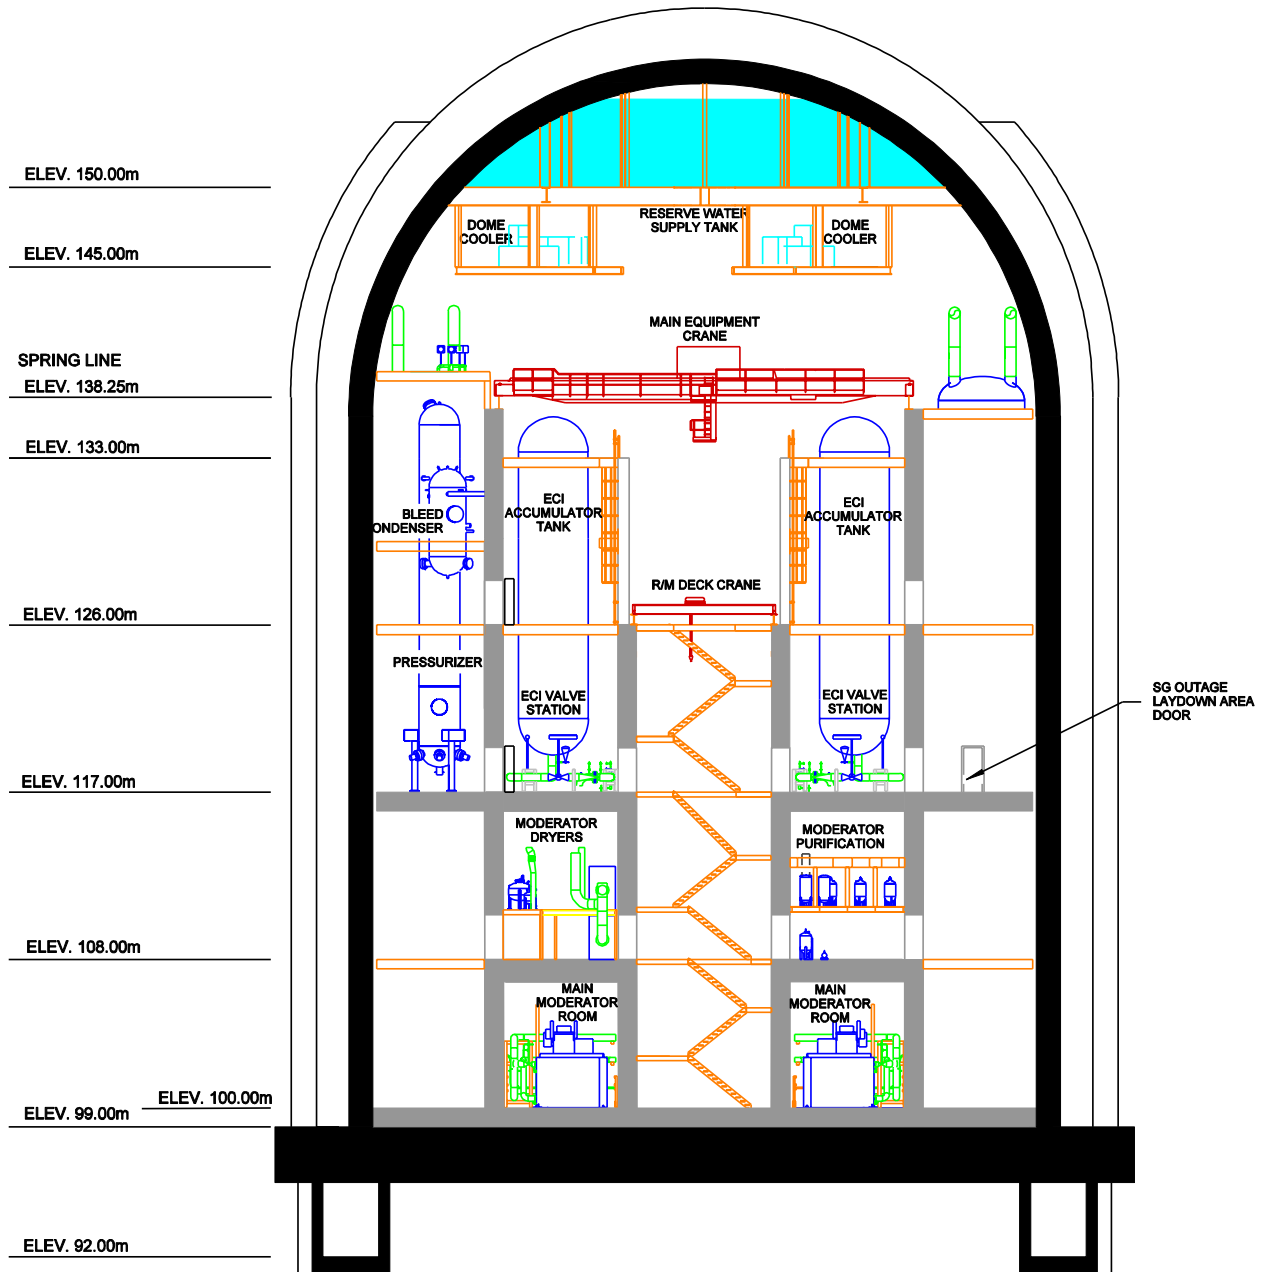 ELEV. 150.00m
RESERVE WATER
SUPPLY TANK
DOME
COOLER
DOME
COOLER
ELEV. 145.00m
MAIN EQUIPMENT
CRANE
SPRING LINE
ELEV. 138.25m
ELEV. 133.00m
ECI
ACCUMULATOR
TANK
ECI
ACCUMULATOR
TANK
BLEED
ONDENSER
R/M DECK CRANE
ELEV. 126.00m
PRESSURIZER
ECI VALVE
STATION
ECI VALVE
STATION
SG OUTAGE
LAYDOWN AREA
DOOR
ELEV. 117.00m
MODERATOR
DRYERS
MODERATOR
PURIFICATION
ELEV. 108.00m
MAIN
MODERATOR
ROOM
MAIN
MODERATOR
ROOM
ELEV. 100.00m
ELEV. 99.00m
ELEV. 92.00m